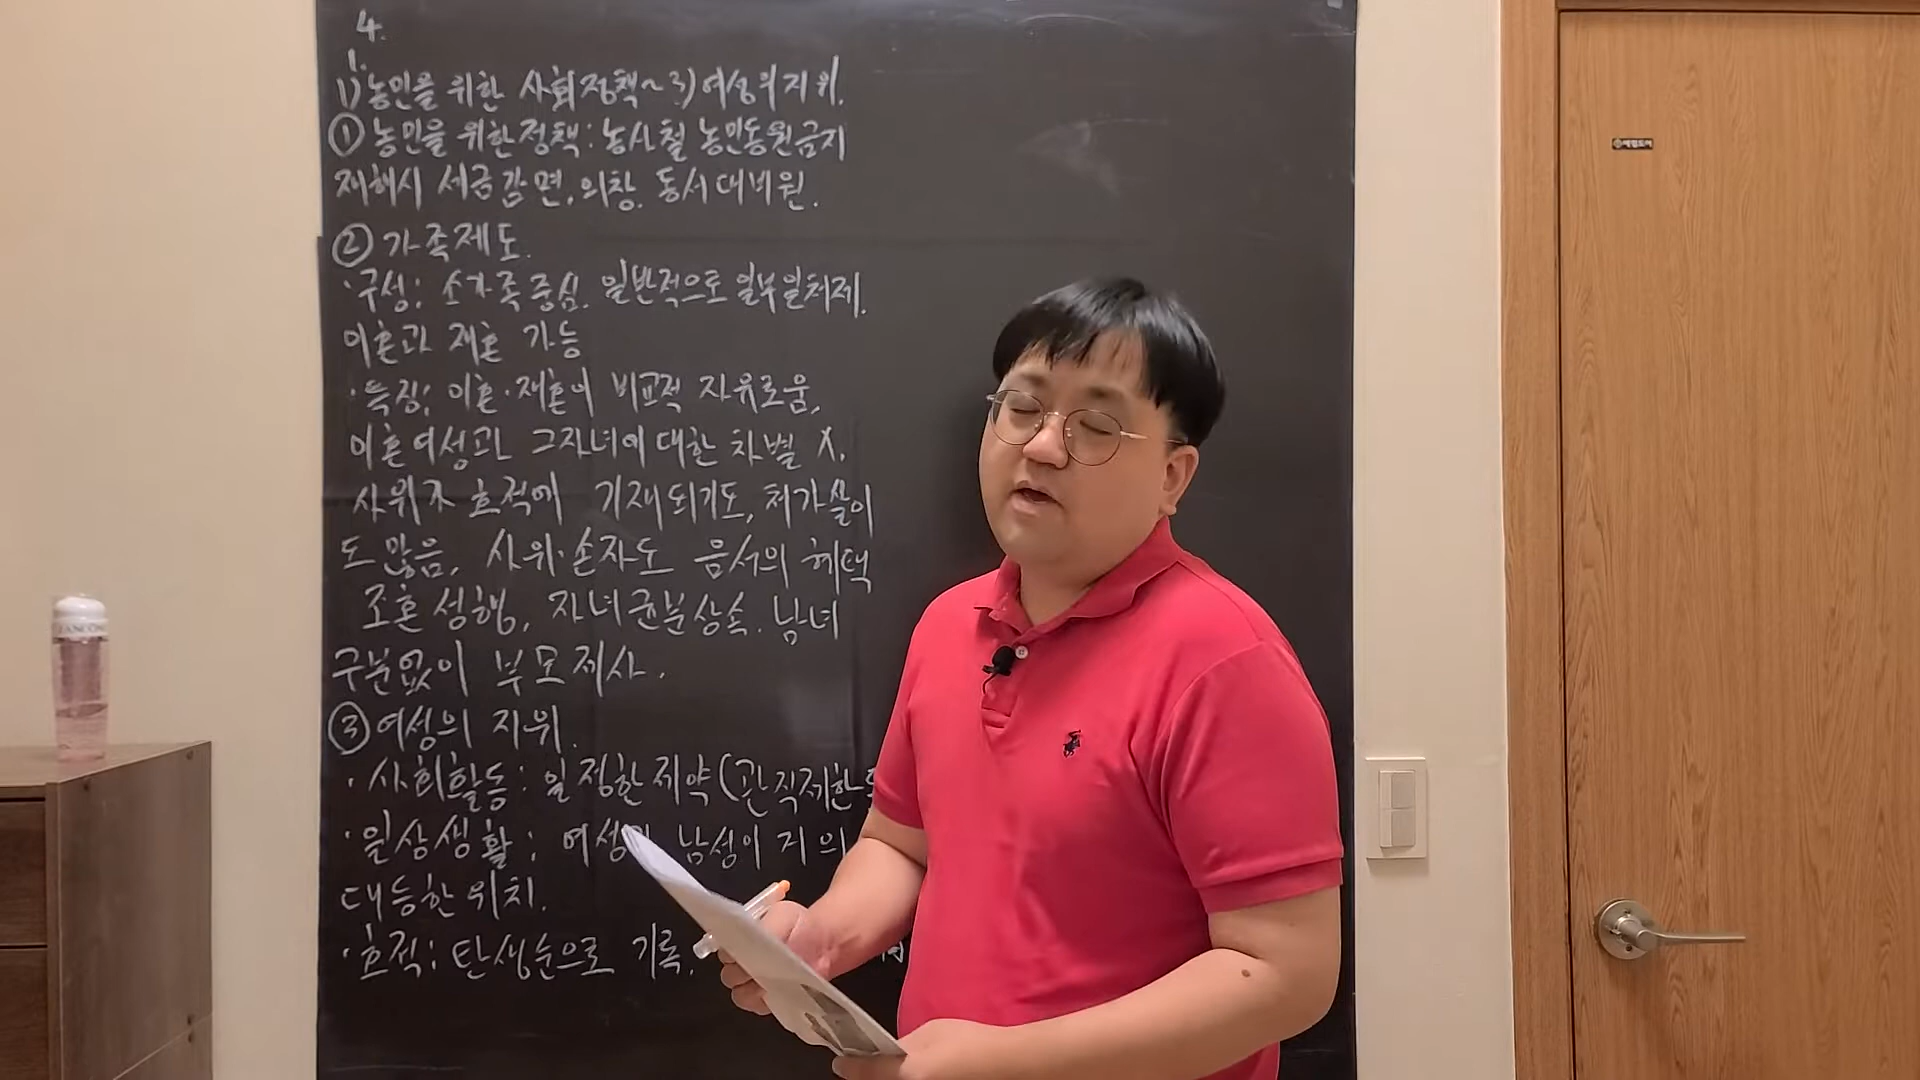 4.
1.
1) 농민을 위한 사회정책~3) 여성의 지위.
① 농민을 위한 정책: 농사철 농민동원금지
재해시 세금감면, 의창. 동서대비원.
② 가족제도.
·구성: 소가족 중심. 일반적으로 일부일처제.
이혼과 재혼 가능
·특징: 이혼·재혼이 비교적 자유로움,
이혼여성과 그자녀에 대한 차별 X.
사위가 호적에 기재되기도, 처가살이
도 많음, 사위·손자도 음서의 혜택
조혼 성행, 자녀균분상속. 남녀
구분없이 부모제사.
③ 여성의 지위.
·사회활동: 일정한 제약(관직제한
·일상생활: 남성이 거의
대등한 위치.
·호적: 탄생순으로 기록.